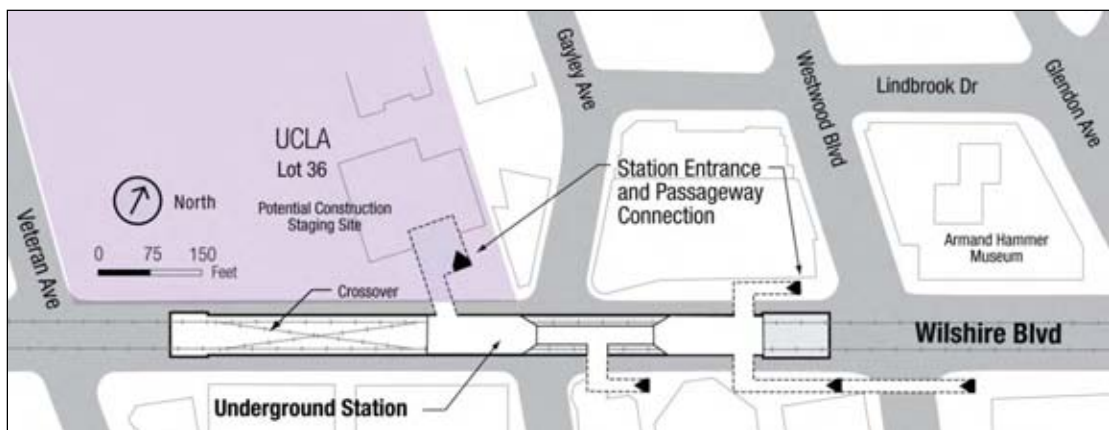 Gayley Ave
Westwood Blvd
Lindbrook Dr
Glendon Ave
UCLA
Lot 36
Potential Construction
Staging Site
Station Entrance
and Passageway
Connection
North
0 75 150
Feet
Veteran Ave
Armand Hammer
Museum
Crossover
Wilshire Blvd
Underground Station